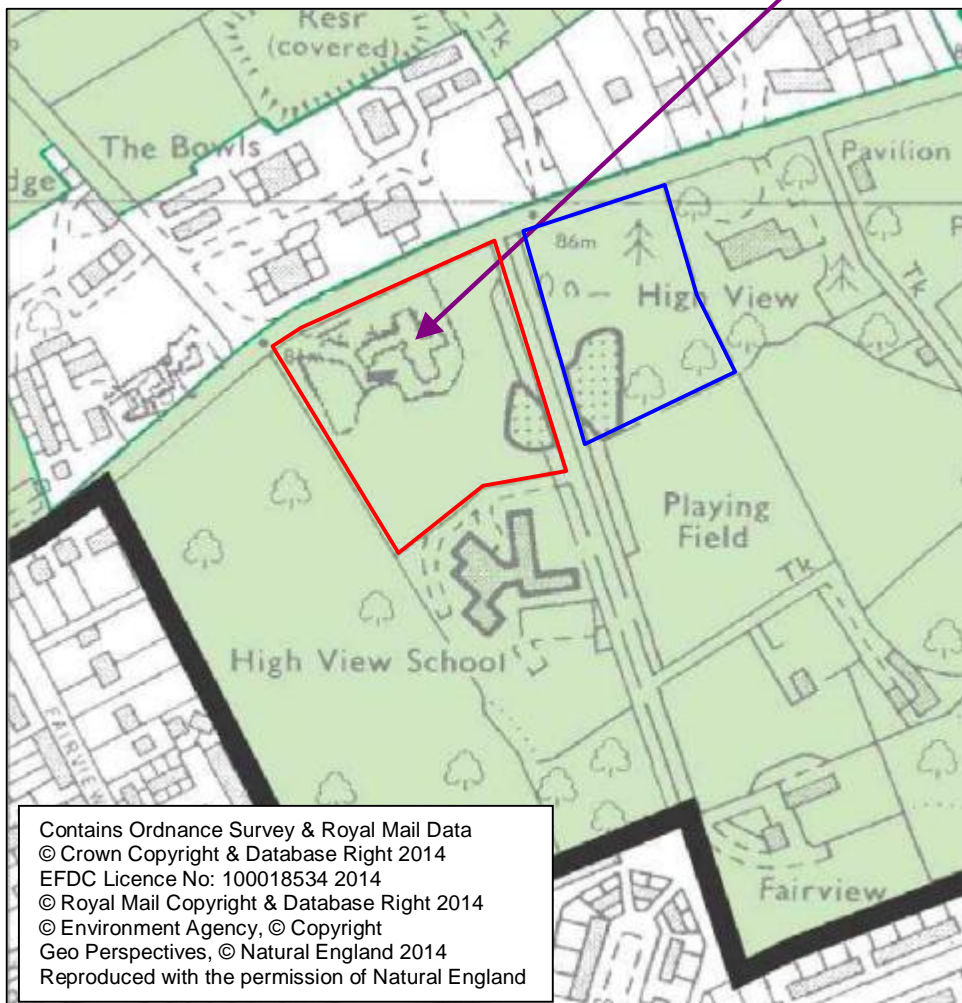 Resr
(covered)
Tk
The Bowls
dge
Pavilion
86m
High View
Tk
81m
Playing
Field
Tk
High View School
FAIRVIEW
Fairview
Contains Ordnance Survey & Royal Mail Data
© Crown Copyright & Database Right 2014
EFDC Licence No: 100018534 2014
© Royal Mail Copyright & Database Right 2014
© Environment Agency, © Copyright
Geo Perspectives, © Natural England 2014
Reproduced with the permission of Natural England